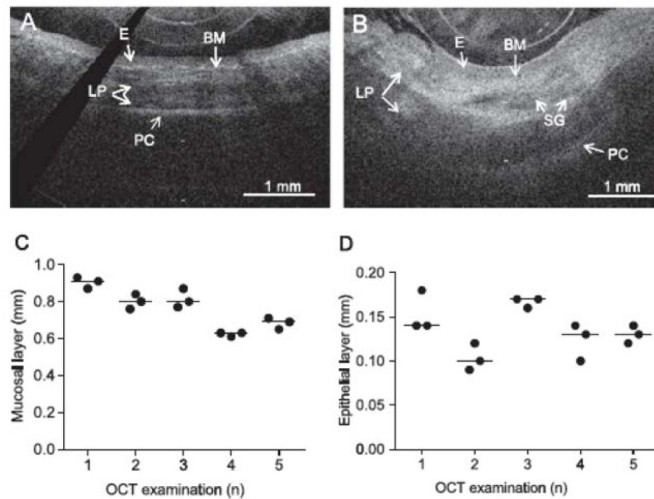 A
E
BM
LP
PC
1 mm
B
E
BM
LP
SG
PC
1 mm
C
Mucosal layer (mm)
1.0
0.8
0.6
0.4
0.2
0.0
1 2 3 4 5
OCT examination (n)
D
Epithelial layer (mm)
0.20
0.15
0.10
0.05
0.00
1 2 3 4 5
OCT examination (n)